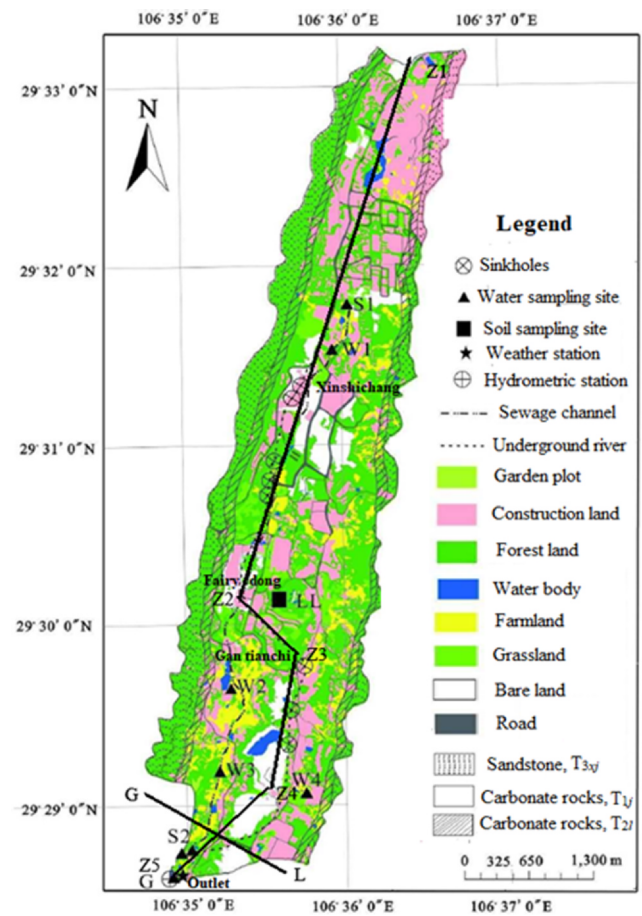 106°35′0″E 106°36′0″E 106°37′0″E
29°33′0″N
29°32′0″N
29°31′0″N
29°30′0″N
29°29′0″N
N
Z1
S1
W1
Xinshichang
Z2
LL
Gan tianchi
Z3
W2
W3
W4
Z4
G
S2
Z5
G
Outlet
L
Legend
Sinkholes
Water sampling site
Soil sampling site
Weather station
Hydrometric station
Sewage channel
Underground river
Garden plot
Construction land
Forest land
Water body
Farmland
Grassland
Bare land
Road
Sandstone, T3xj
Carbonate rocks, T1j
Carbonate rocks, T2l
0 325 650 1,300 m
106°35′0″E 106°36′0″E 106°37′0″E